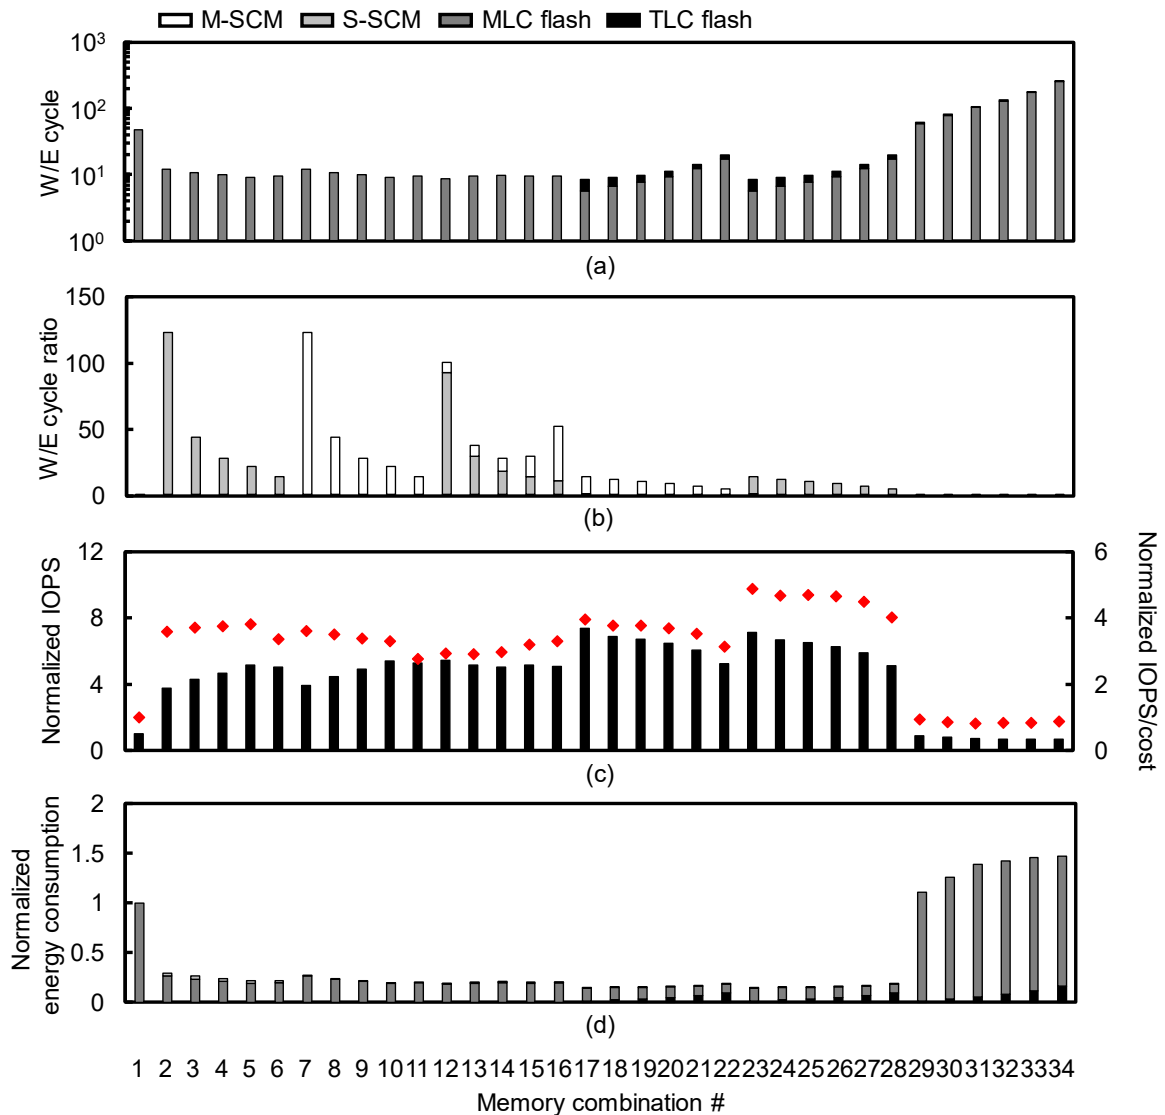 M-SCM S-SCM MLC flash TLC flash
W/E cycle
10³
10²
10¹
10⁰
(a)
W/E cycle ratio
150
100
50
0
(b)
Normalized IOPS
12
8
4
0
6
4
2
0
Normalized IOPS/cost
(c)
Normalized
energy consumption
2
1.5
1
0.5
0
(d)
1 2 3 4 5 6 7 8 9 10 11 12 13 14 15 16 17 18 19 20 21 22 23 24 25 26 27 28 29 30 31 32 33 34
Memory combination #